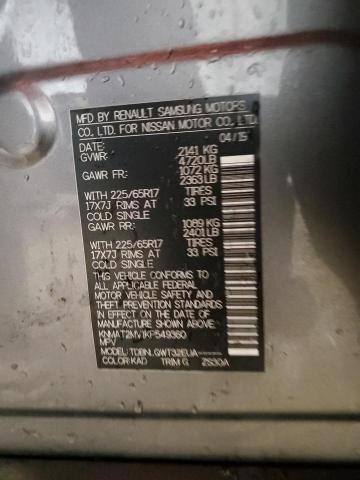 MFD BY RENAULT SAMSUNG MOTORS
CO., LTD. FOR NISSAN MOTOR CO., LTD.
DATE: 04/15
GVWR: 2141 KG
4720LB
GAWR FR: 1072 KG
2363LB
WITH 225/65R17 TIRES
17X7J RIMS AT 33 PSI
COLD SINGLE
GAWR RR: 1089 KG
2401LB
WITH 225/65R17 TIRES
17X7J RIMS AT 33 PSI
COLD SINGLE
THIS VEHICLE CONFORMS TO
ALL APPLICABLE FEDERAL
MOTOR VEHICLE SAFETY AND
THEFT PREVENTION STANDARDS
IN EFFECT ON THE DATE OF
MANUFACTURE SHOWN ABOVE.
KNMAT2MV1KP549360
MPV
MODEL: TDBNLGWT32EUA-----
COLOR: KAD TRIM: G